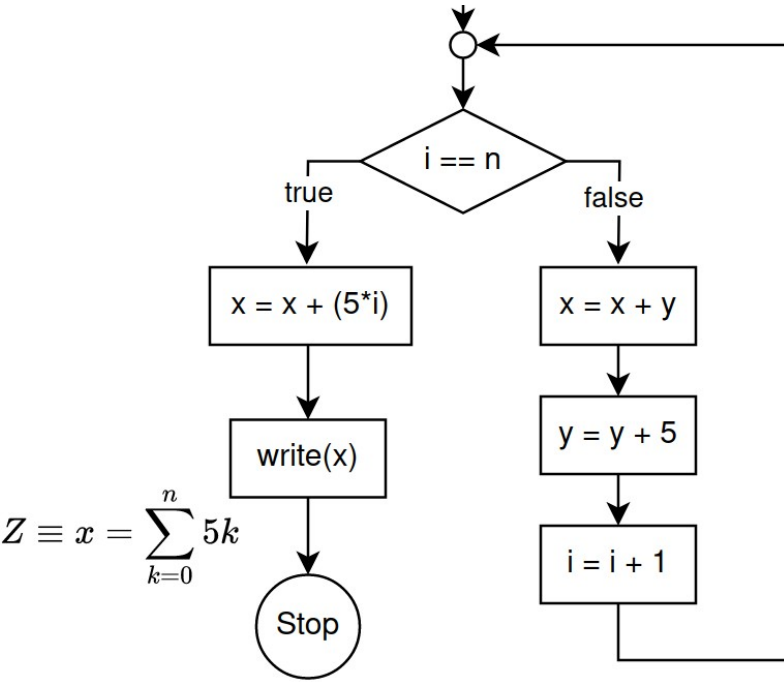 i == n
true
false
x = x + (5*i)
x = x + y
write(x)
y = y + 5
Z ≡ x = ∑_{k=0}^{n} 5k
i = i + 1
Stop